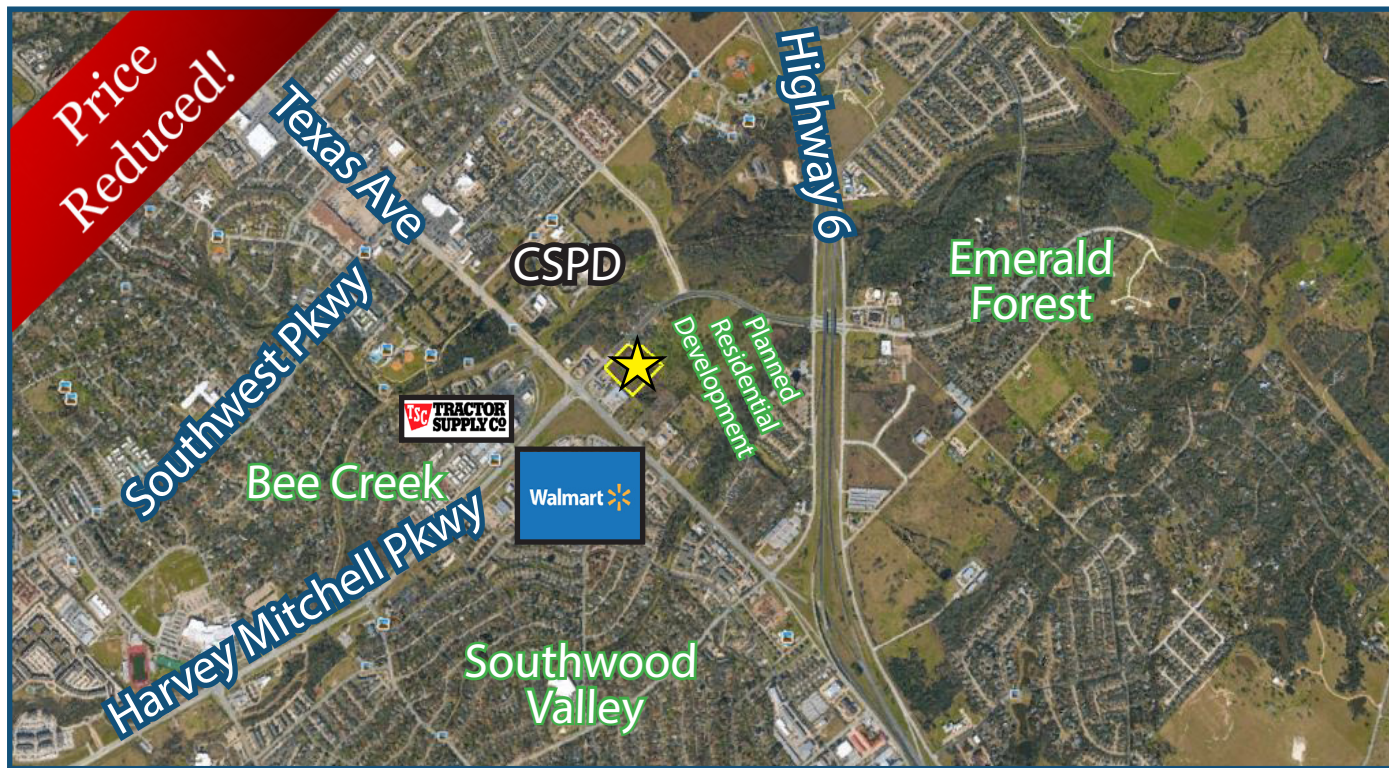 Price
Reduced!
Texas Ave
Highway 6
CSPD
Emerald
Forest
Southwest Pkwy
Planned
Residential
Development
TSC TRACTOR
SUPPLY CO
Bee Creek
Walmart
Harvey Mitchell Pkwy
Southwood
Valley